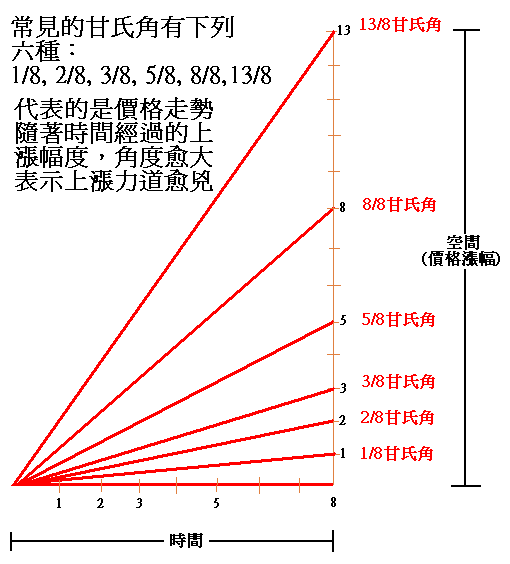 常見的甘氏角有下列
六種：
1/8, 2/8, 3/8, 5/8, 8/8,13/8
代表的是價格走勢
隨著時間經過的上
漲幅度，角度愈大
表示上漲力道愈兇
13
13/8甘氏角
8
8/8甘氏角
空間
(價格漲幅)
5
5/8甘氏角
3
3/8甘氏角
2
2/8甘氏角
1
1/8甘氏角
1 2 3 5 8
時間